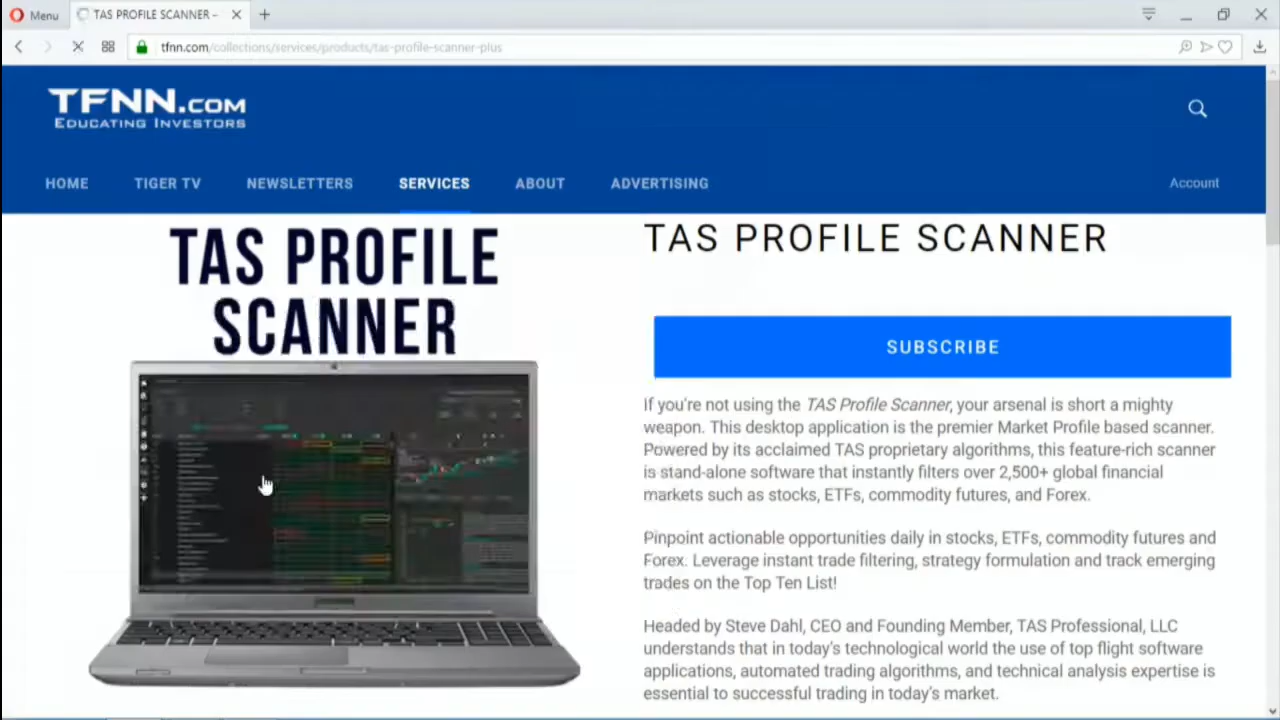 Menu
TAS PROFILE SCANNER –
tfnn.com/collections/services/products/tas-profile-scanner-plus
TFNN.COM
EDUCATING INVESTORS
HOME
TIGER TV
NEWSLETTERS
SERVICES
ABOUT
ADVERTISING
Account
TAS PROFILE
SCANNER
TAS PROFILE SCANNER
SUBSCRIBE
If you're not using the TAS Profile Scanner, your arsenal is short a mighty
weapon. This desktop application is the premier Market Profile based scanner.
Powered by its acclaimed TAS proprietary algorithms, this feature-rich scanner
is stand-alone software that instantly filters over 2,500+ global financial
markets such as stocks, ETFs, commodity futures, and Forex.
Pinpoint actionable opportunities daily in stocks, ETFs, commodity futures and
Forex. Leverage instant trade filtering, strategy formulation and track emerging
trades on the Top Ten List!
Headed by Steve Dahl, CEO and Founding Member, TAS Professional, LLC
understands that in today's technological world the use of top flight software
applications, automated trading algorithms, and technical analysis expertise is
essential to successful trading in today's market.